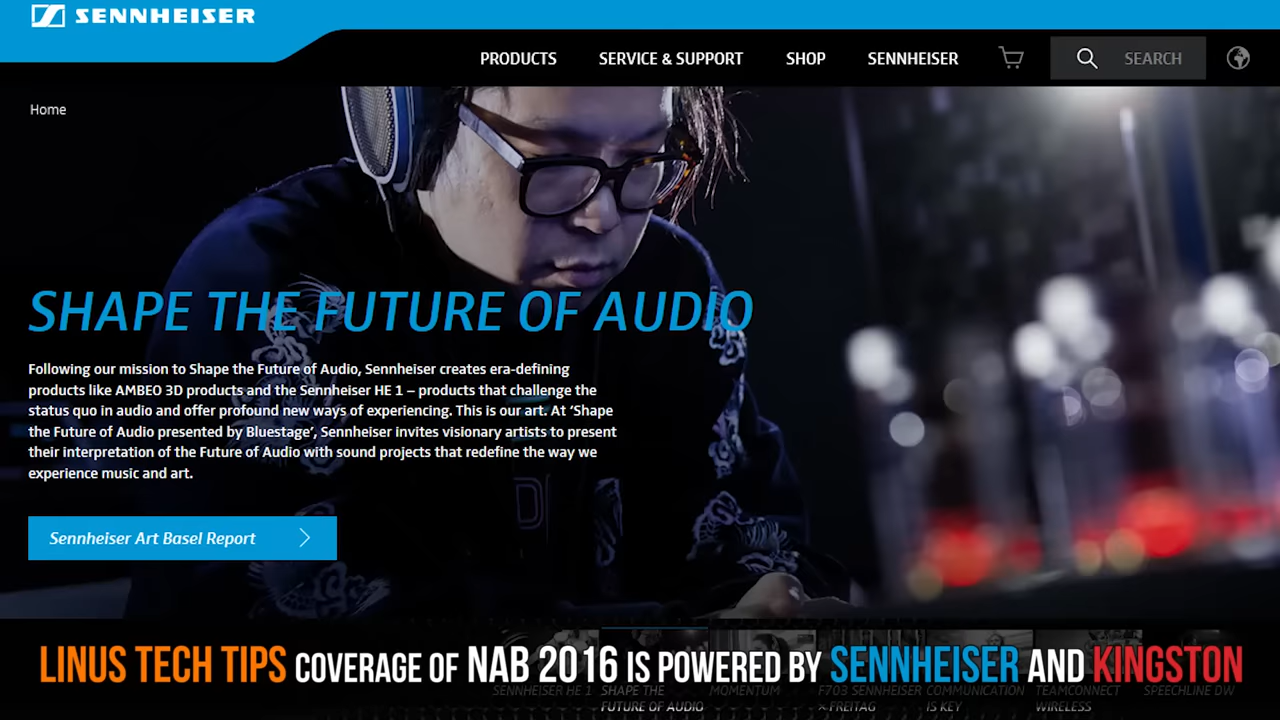 SENNHEISER
PRODUCTS
SERVICE & SUPPORT
SHOP
SENNHEISER
SEARCH
Home
SHAPE THE FUTURE OF AUDIO
Following our mission to Shape the Future of Audio, Sennheiser creates era-defining
products like AMBEO 3D products and the Sennheiser HE 1 – products that challenge the
status quo in audio and offer profound new ways of experiencing. This is our art. At ‘Shape
the Future of Audio presented by Bluestage’, Sennheiser invites visionary artists to present
their interpretation of the Future of Audio with sound projects that redefine the way we
experience music and art.
Sennheiser Art Basel Report
LINUS TECH TIPS COVERAGE OF NAB 2016 IS POWERED BY SENNHEISER AND KINGSTON
SENNHEISER HE 1
SHAPE THE
FUTURE OF AUDIO
MOMENTUM
F703 SENNHEISER
× FREITAG
COMMUNICATION
IS KEY
TEAMCONNECT
WIRELESS
SPEECHLINE DW